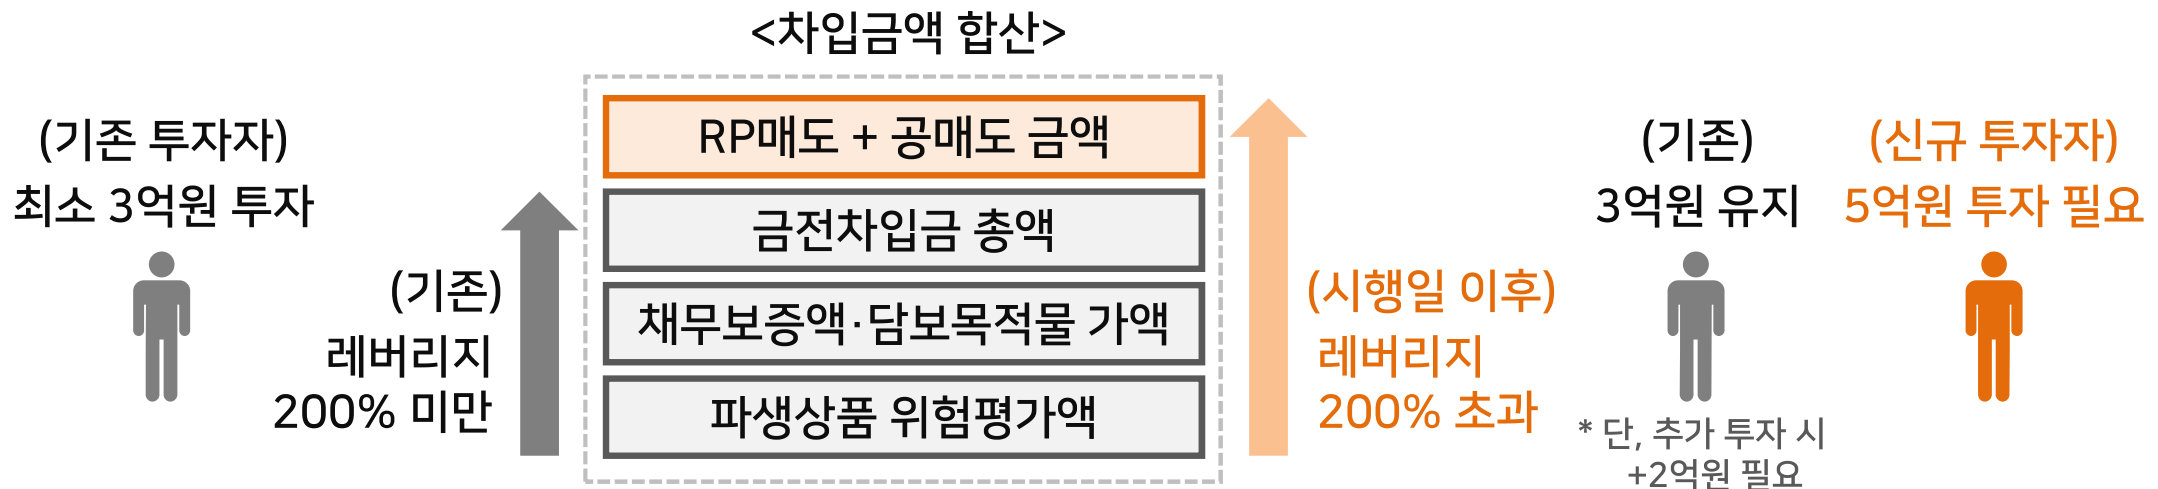 <차입금액 합산>
(기존 투자자)
최소 3억원 투자
(기존)
레버리지
200% 미만
RP매도 + 공매도 금액
금전차입금 총액
채무보증액·담보목적물 가액
파생상품 위험평가액
(시행일 이후)
레버리지
200% 초과
(기존)
3억원 유지
* 단, 추가 투자 시
+2억원 필요
(신규 투자자)
5억원 투자 필요